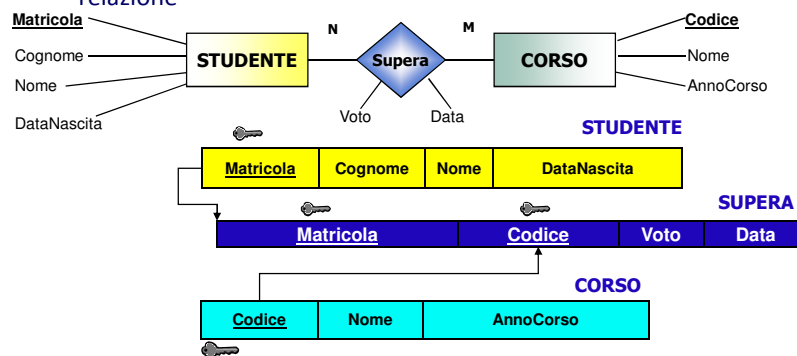 relazione
Matricola
Cognome
Nome
DataNascita
STUDENTE
N
Supera
M
CORSO
Codice
Nome
AnnoCorso
Voto
Data
STUDENTE
Matricola Cognome Nome DataNascita
SUPERA
Matricola Codice Voto Data
CORSO
Codice Nome AnnoCorso